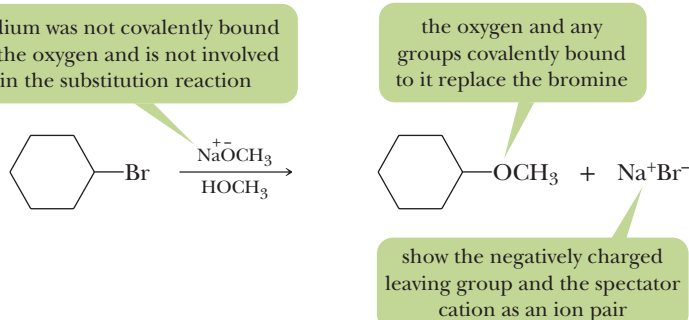 dium was not covalently bound
the oxygen and is not involved
in the substitution reaction
the oxygen and any
groups covalently bound
to it replace the bromine
Br
+ −
NaOCH₃
HOCH₃
OCH₃ + Na⁺Br⁻
show the negatively charged
leaving group and the spectator
cation as an ion pair